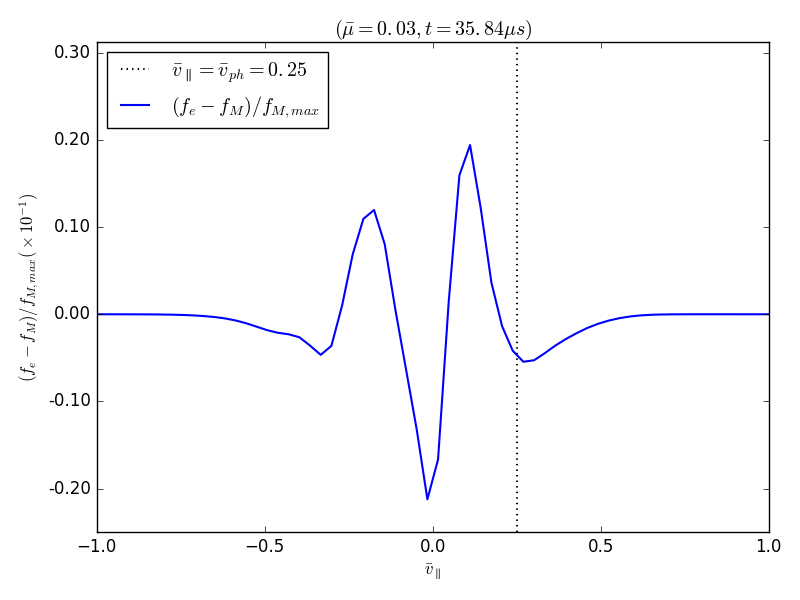 (μ̄ = 0.03, t = 35.84μs)
v̄∥ = v̄ph = 0.25
(fe − fM)/fM,max
0.30
0.20
0.10
0.00
-0.10
-0.20
(fe − fM)/fM,max(×10⁻¹)
−1.0 −0.5 0.0 0.5 1.0
v̄∥